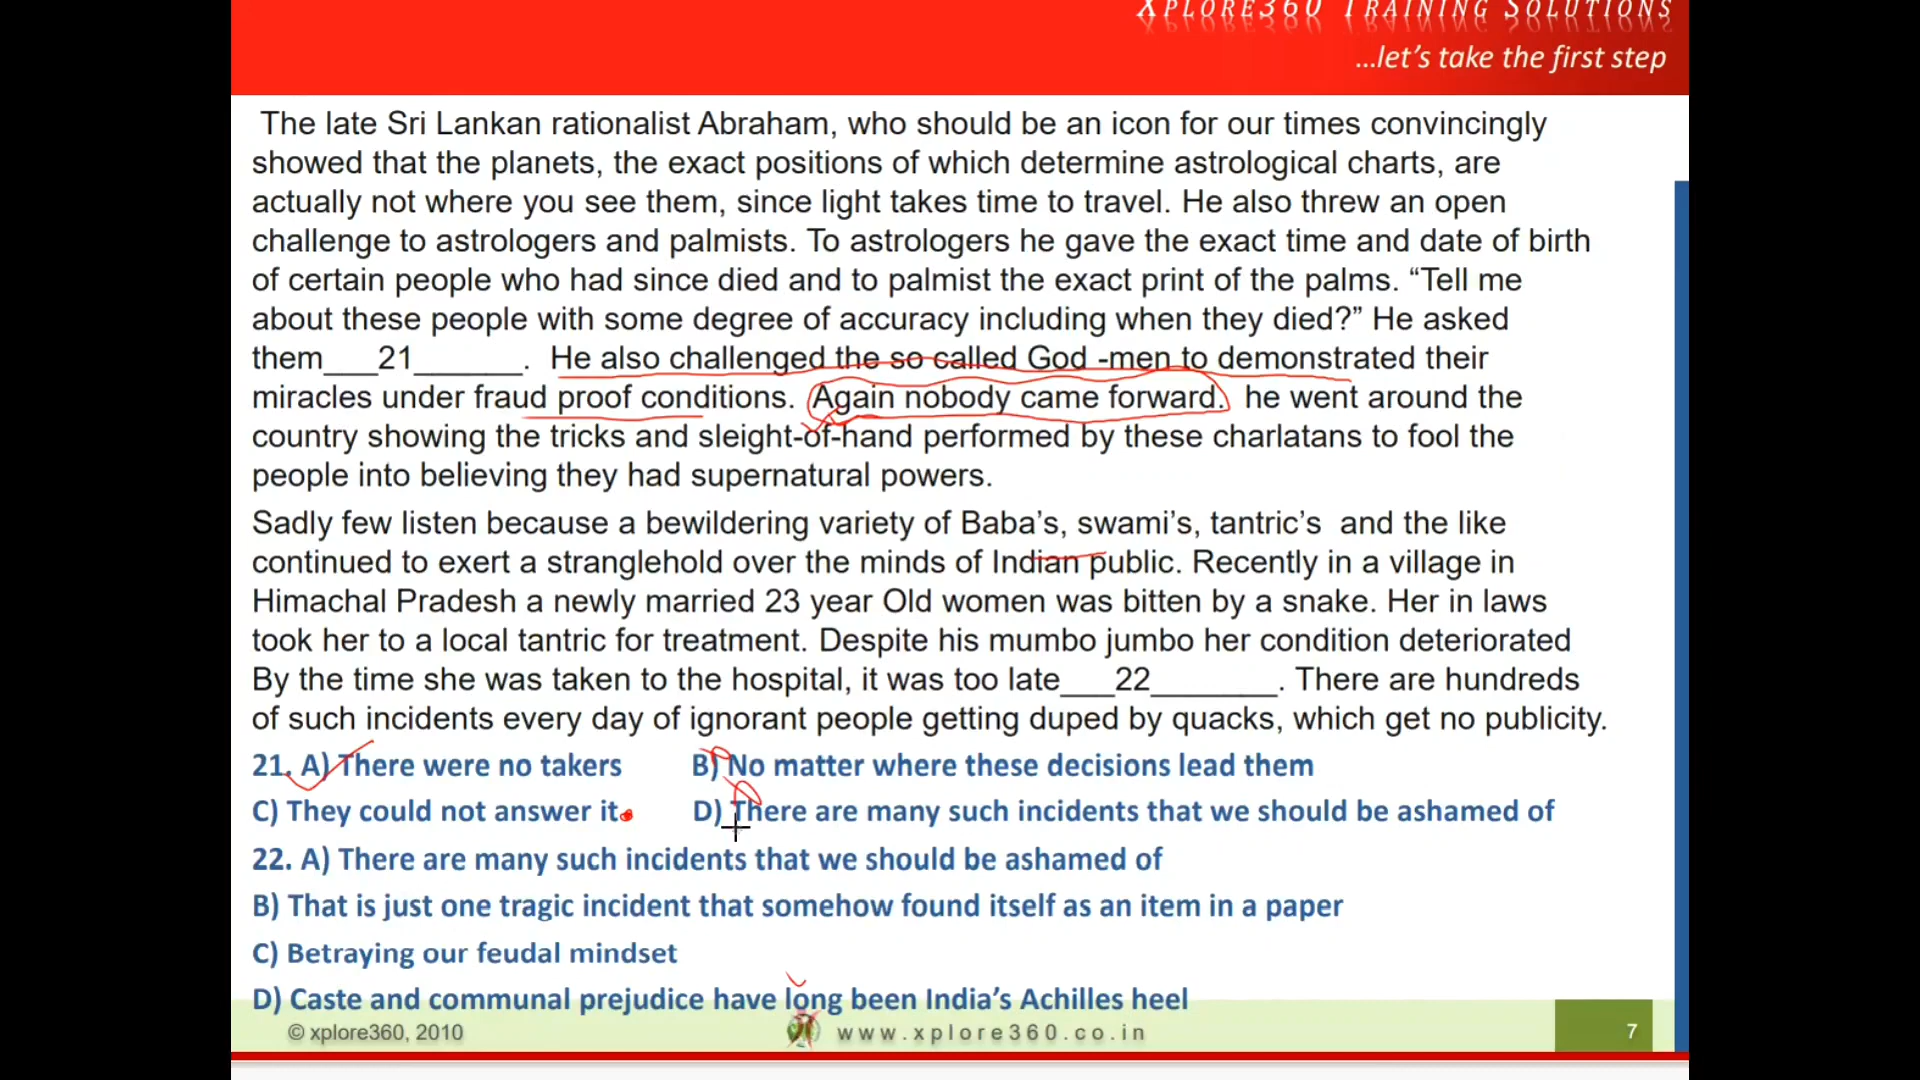 XPLORE360 TRAINING SOLUTIONS
...let's take the first step
The late Sri Lankan rationalist Abraham, who should be an icon for our times convincingly
showed that the planets, the exact positions of which determine astrological charts, are
actually not where you see them, since light takes time to travel. He also threw an open
challenge to astrologers and palmists. To astrologers he gave the exact time and date of birth
of certain people who had since died and to palmist the exact print of the palms. “Tell me
about these people with some degree of accuracy including when they died?” He asked
them___21______. He also challenged the so called God -men to demonstrated their
miracles under fraud proof conditions. Again nobody came forward. he went around the
country showing the tricks and sleight-of-hand performed by these charlatans to fool the
people into believing they had supernatural powers.
Sadly few listen because a bewildering variety of Baba’s, swami’s, tantric’s and the like
continued to exert a stranglehold over the minds of Indian public. Recently in a village in
Himachal Pradesh a newly married 23 year Old women was bitten by a snake. Her in laws
took her to a local tantric for treatment. Despite his mumbo jumbo her condition deteriorated
By the time she was taken to the hospital, it was too late___22_______. There are hundreds
of such incidents every day of ignorant people getting duped by quacks, which get no publicity.
21. A) There were no takers B) No matter where these decisions lead them
C) They could not answer it. D) There are many such incidents that we should be ashamed of
22. A) There are many such incidents that we should be ashamed of
B) That is just one tragic incident that somehow found itself as an item in a paper
C) Betraying our feudal mindset
D) Caste and communal prejudice have long been India’s Achilles heel
© xplore360, 2010 www.xplore360.co.in 7